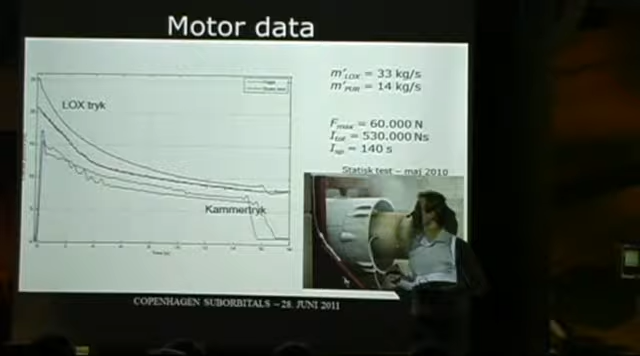 Motor data
LOX tryk
Kammertryk
m'LOX = 33 kg/s
m'PUR = 14 kg/s
Fmax = 60.000 N
Itot = 530.000 Ns
Isp = 140 s
Statisk test – maj 2010
COPENHAGEN SUBORBITALS – 28. JUNI 2011